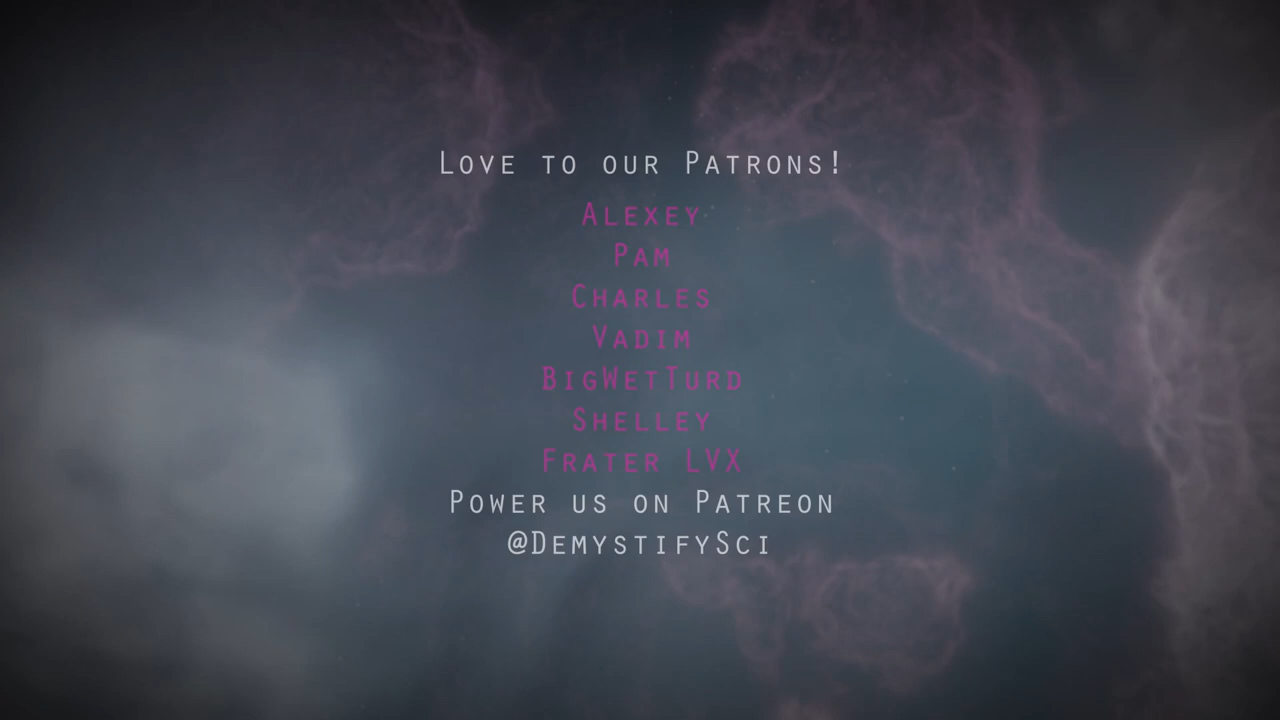 Love to our Patrons!
Alexey
Pam
Charles
Vadim
BigWetTurd
Shelley
Frater LVX
Power us on Patreon
@DemystifySci